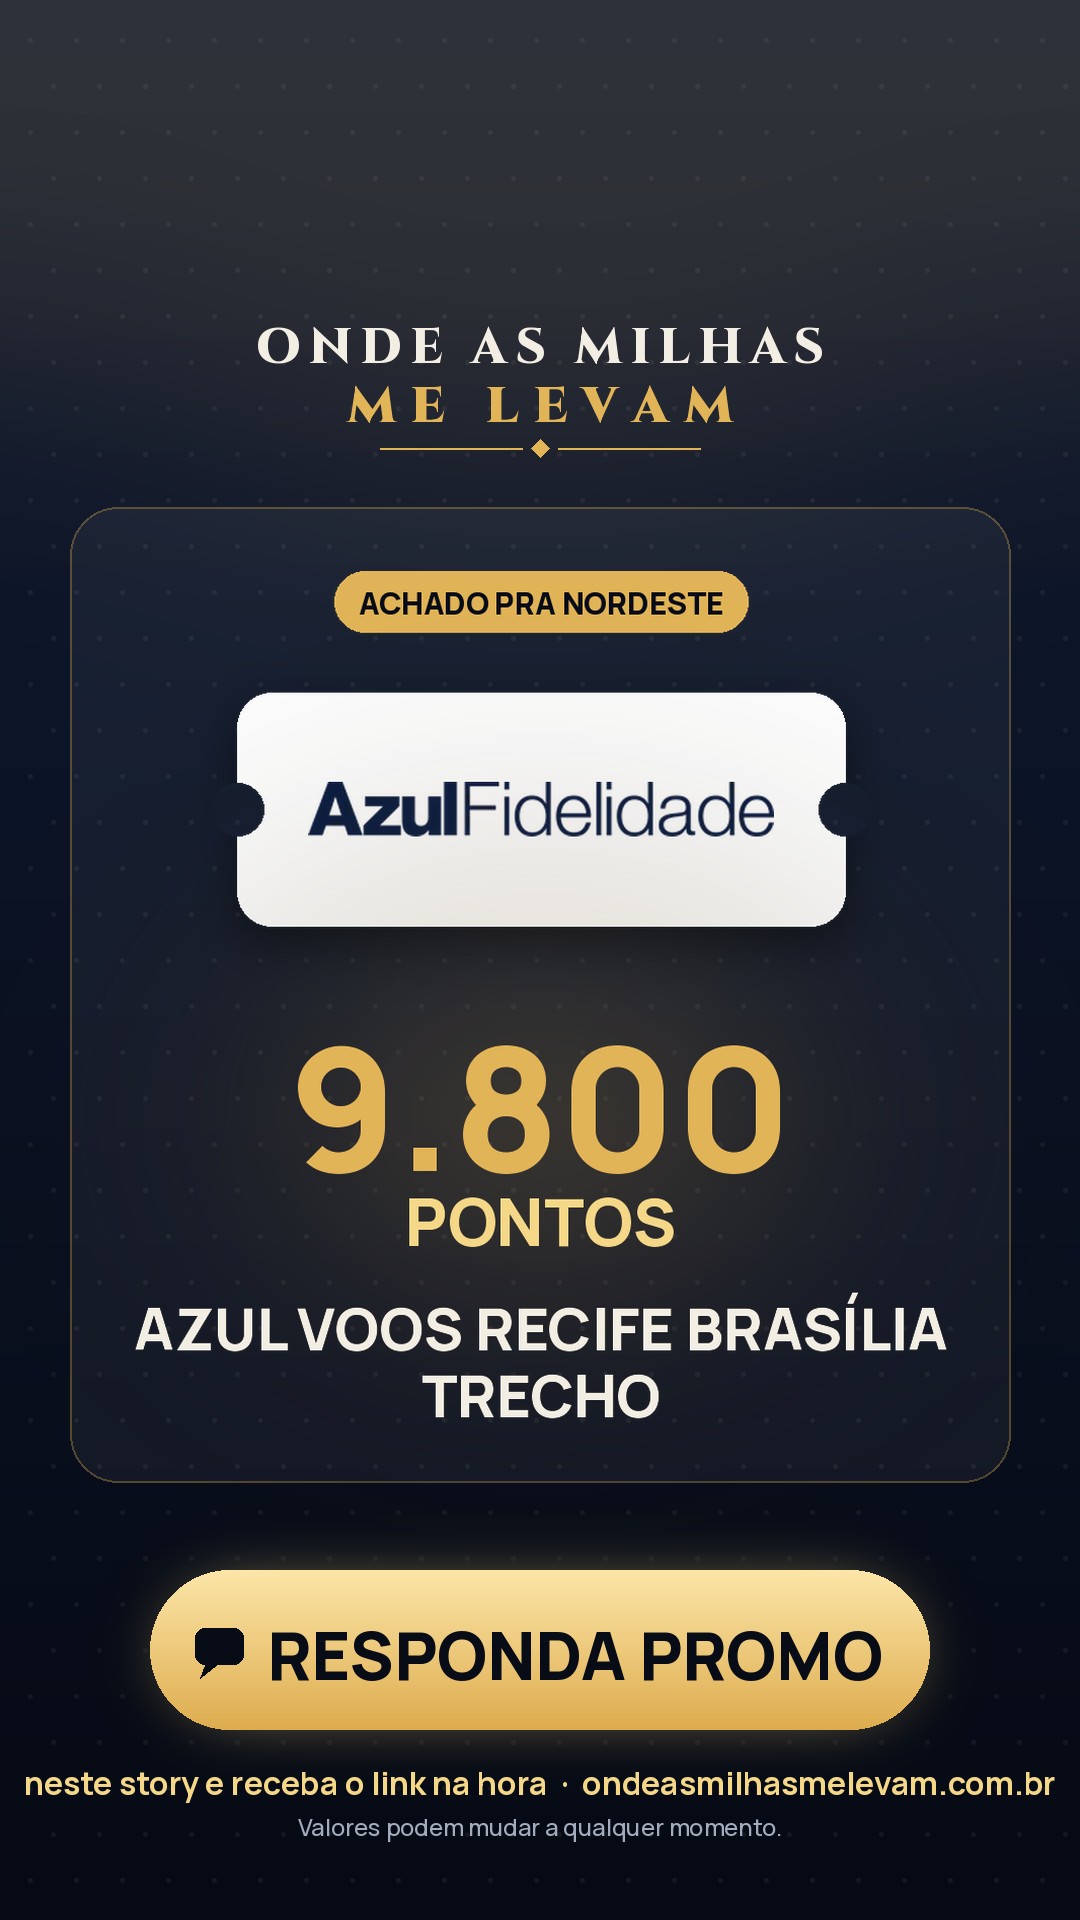 ONDE AS MILHAS
ME LEVAM
ACHADO PRA NORDESTE
AzulFidelidade
9.800
PONTOS
AZUL VOOS RECIFE BRASÍLIA
TRECHO
RESPONDA PROMO
neste story e receba o link na hora · ondeasmilhasmelevam.com.br
Valores podem mudar a qualquer momento.